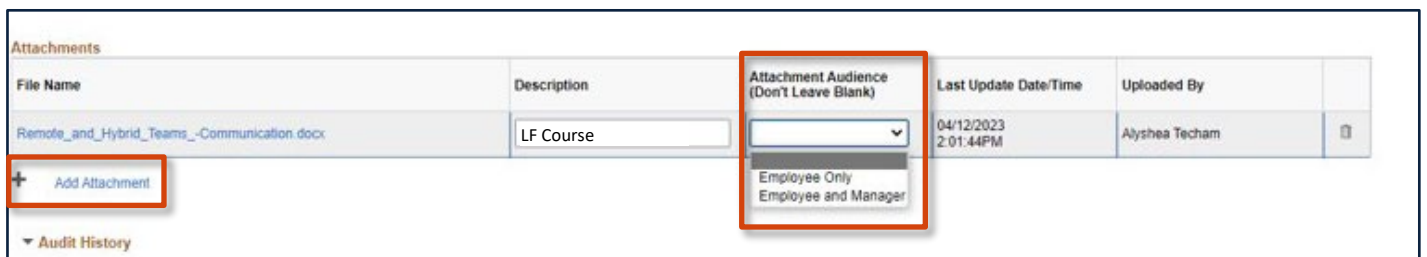 Attachments
File Name Description Attachment Audience (Don't Leave Blank) Last Update Date/Time Uploaded By
Remote_and_Hybrid_Teams_-Communication.docx LF Course 04/12/2023 2:01:44PM Alyshea Techam
Employee Only
Employee and Manager
+ Add Attachment
Audit History